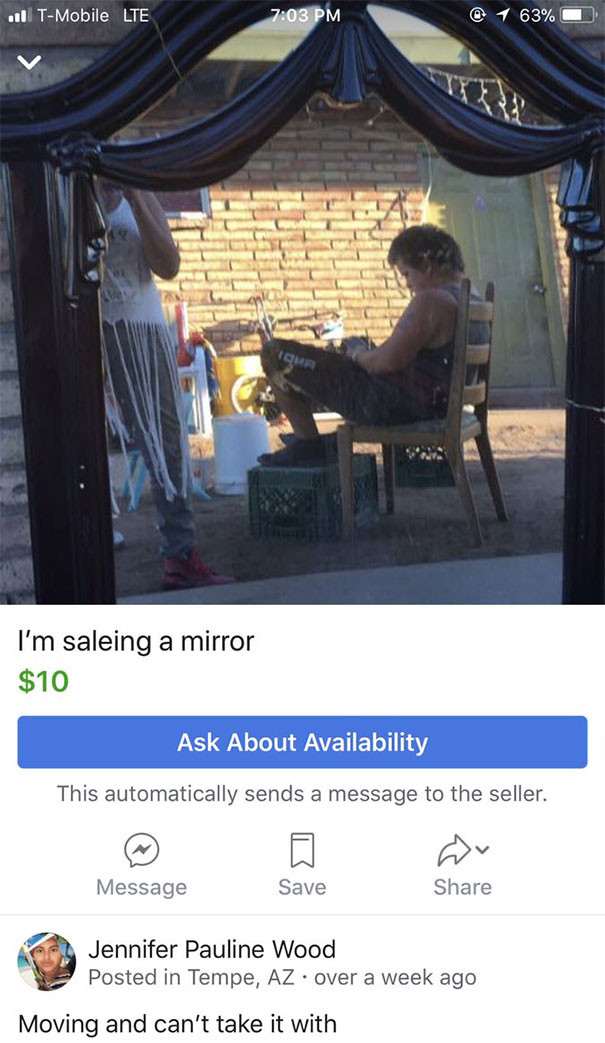 T-Mobile LTE 7:03 PM 63%
I'm saleing a mirror
$10
Ask About Availability
This automatically sends a message to the seller.
Message Save Share
Jennifer Pauline Wood
Posted in Tempe, AZ · over a week ago
Moving and can't take it with